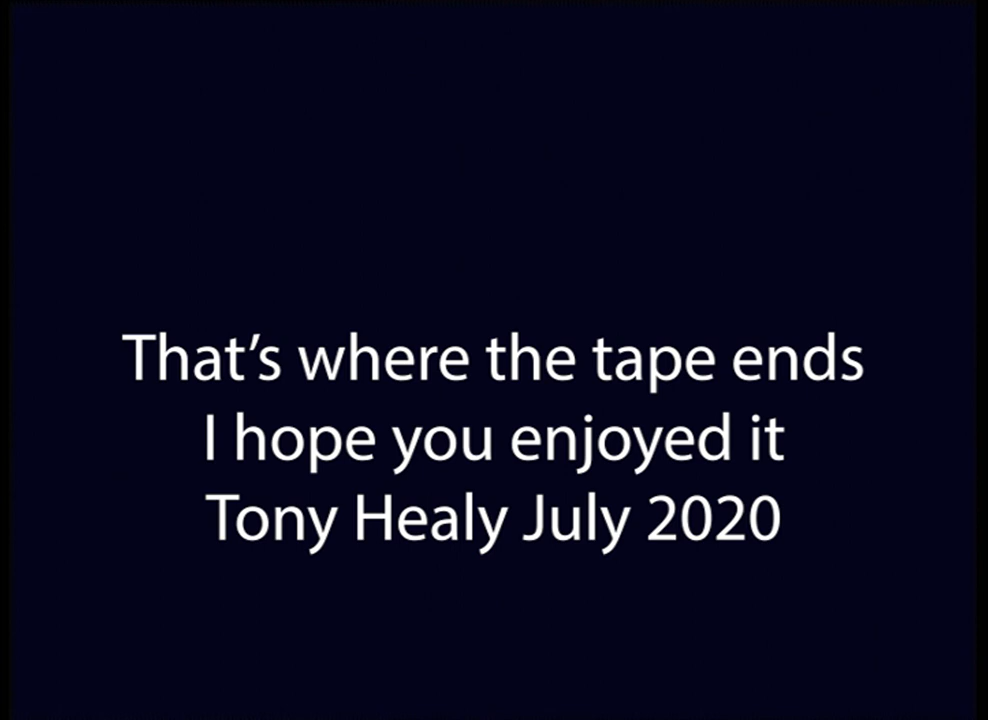 That’s where the tape ends
I hope you enjoyed it
Tony Healy July 2020